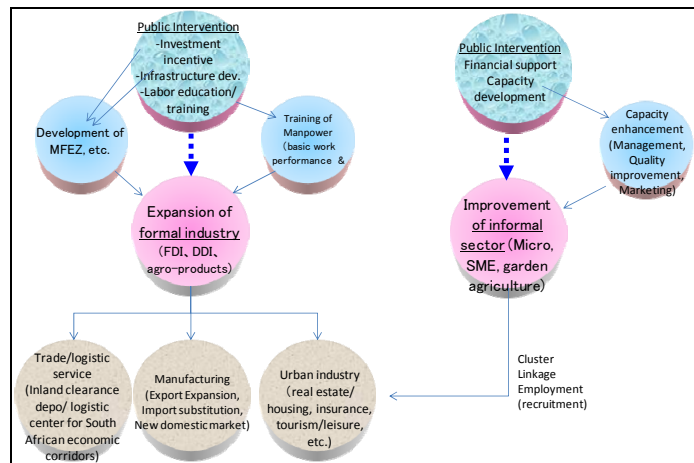 Public Intervention
-Investment
incentive
-Infrastructure dev.
-Labor education/
training
Development of
MFEZ, etc.
Training of
Manpower
(basic work
performance &
Expansion of
formal industry
(FDI、DDI、
agro-products)
Trade/logistic
service
(Inland clearance
depo/ logistic
center for South
African economic
corridors)
Manufacturing
(Export Expansion,
Import substitution,
New domestic market)
Urban industry
(real estate/
housing, insurance,
tourism/leisure,
etc.)
Public Intervention
Financial support
Capacity
development
Capacity
enhancement
(Management,
Quality
improvement,
Marketing)
Improvement
of informal
sector (Micro,
SME, garden
agriculture)
Cluster
Linkage
Employment
(recruitment)